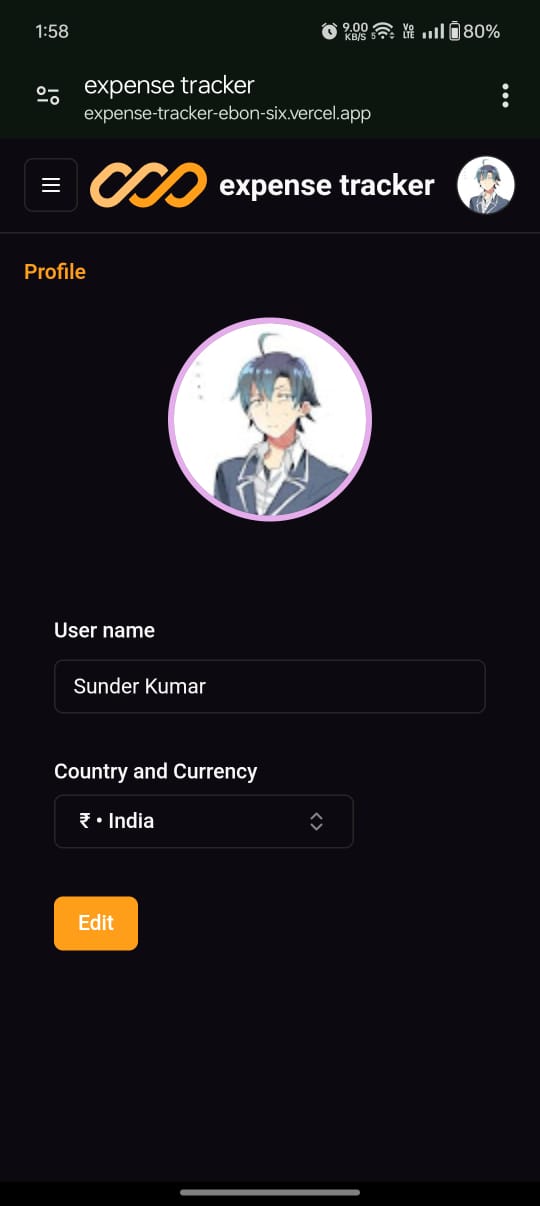 1:58
9.00 KB/S
5
Vo LTE
80%
expense tracker
expense-tracker-ebon-six.vercel.app
expense tracker
Profile
User name
Sunder Kumar
Country and Currency
₹ • India
Edit